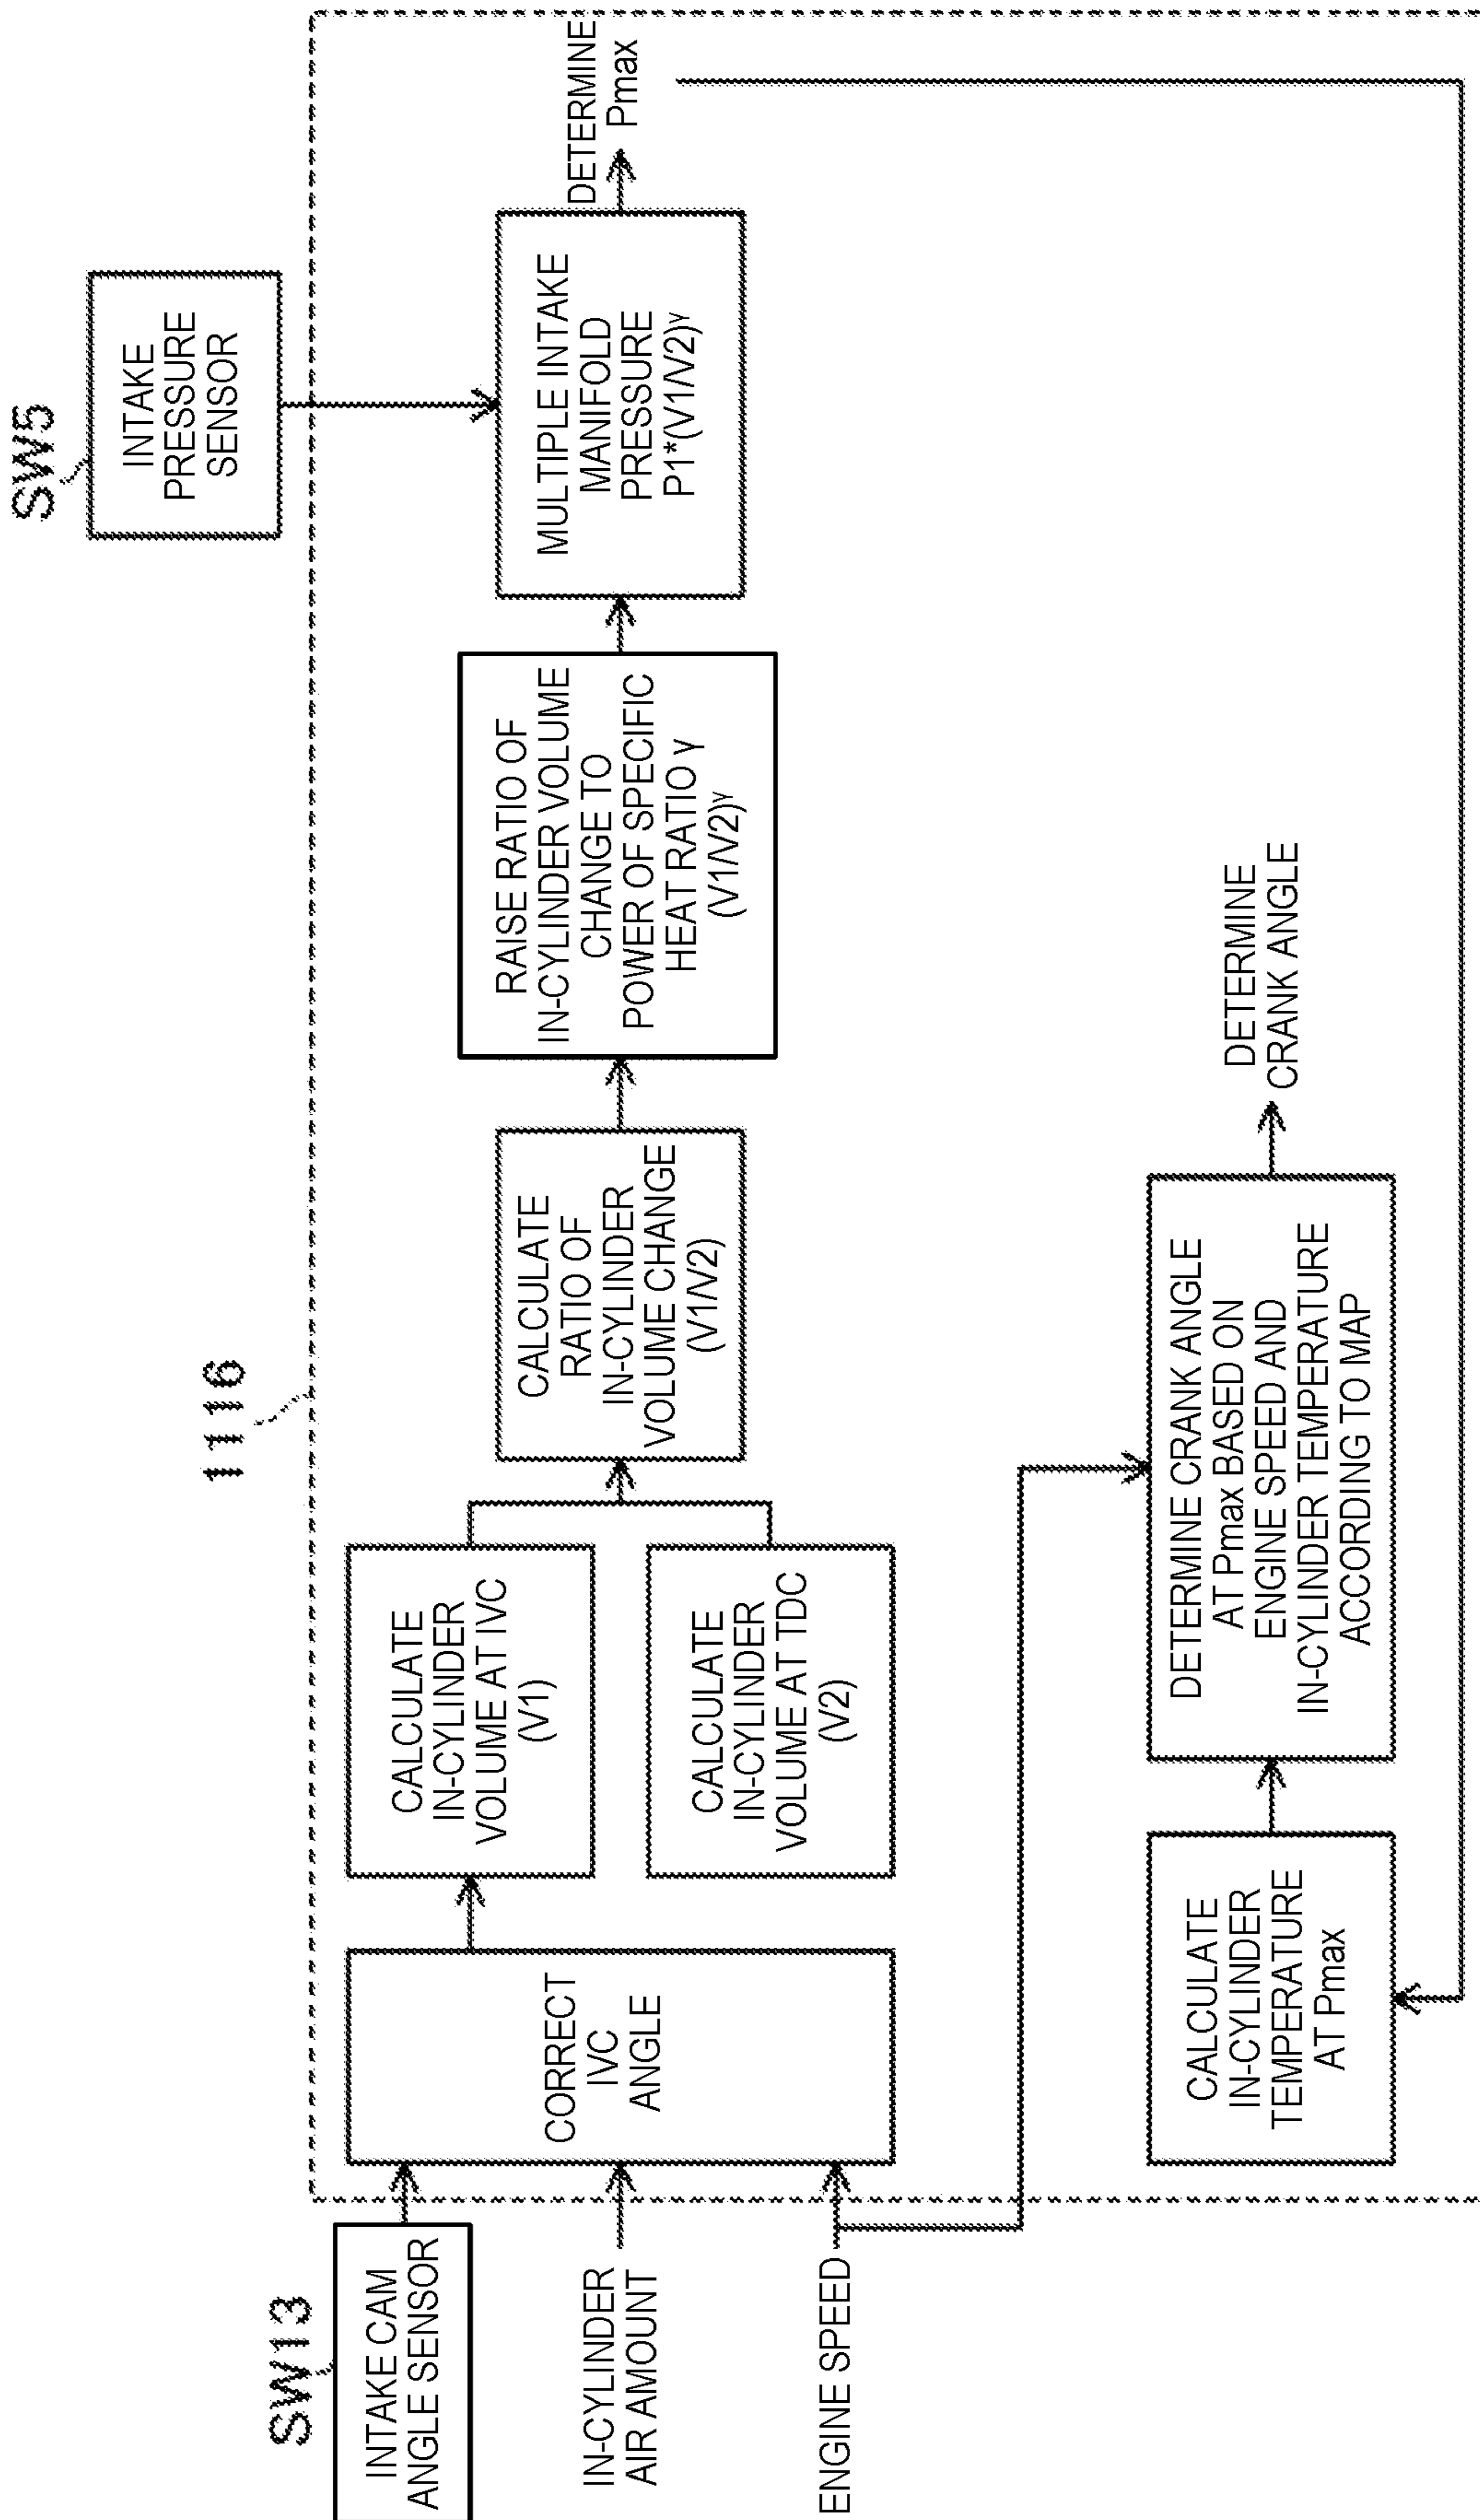 SW13
INTAKE CAM
ANGLE SENSOR
IN-CYLINDER
AIR AMOUNT
ENGINE SPEED
1116
CORRECT
IVC
ANGLE
CALCULATE
IN-CYLINDER
VOLUME AT IVC
(V1)
CALCULATE
IN-CYLINDER
VOLUME AT TDC
(V2)
CALCULATE
RATIO OF
IN-CYLINDER
VOLUME CHANGE
(V1/V2)
RAISE RATIO OF
IN-CYLINDER VOLUME
CHANGE TO
POWER OF SPECIFIC
HEAT RATIO γ
(V1/V2)^γ
SW5
INTAKE
PRESSURE
SENSOR
MULTIPLE INTAKE
MANIFOLD
PRESSURE
P1*(V1/V2)^γ
DETERMINE
Pmax
CALCULATE
IN-CYLINDER
TEMPERATURE
AT Pmax
DETERMINE CRANK ANGLE
AT Pmax BASED ON
ENGINE SPEED AND
IN-CYLINDER TEMPERATURE
ACCORDING TO MAP
DETERMINE
CRANK ANGLE